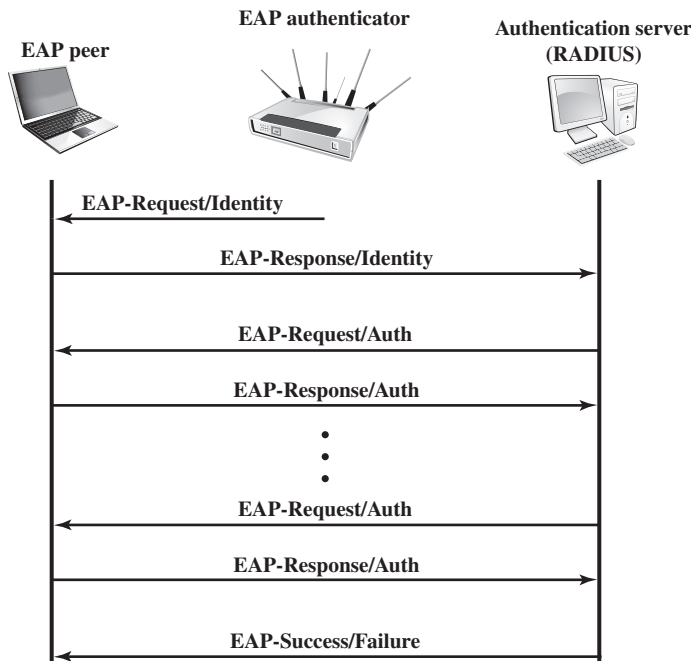 EAP peer
EAP authenticator
Authentication server
(RADIUS)
EAP-Request/Identity
EAP-Response/Identity
EAP-Request/Auth
EAP-Response/Auth
EAP-Request/Auth
EAP-Response/Auth
EAP-Success/Failure